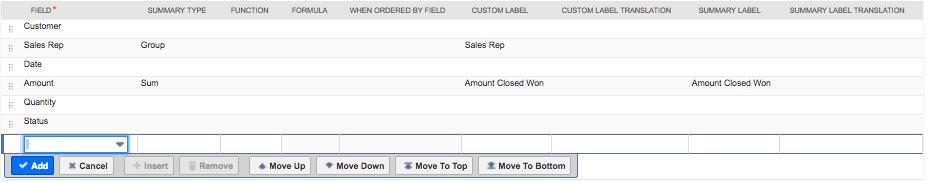 FIELD * SUMMARY TYPE FUNCTION FORMULA WHEN ORDERED BY FIELD CUSTOM LABEL CUSTOM LABEL TRANSLATION SUMMARY LABEL SUMMARY LABEL TRANSLATION
Customer
Sales Rep Group Sales Rep
Date
Amount Sum Amount Closed Won Amount Closed Won
Quantity
Status
Add Cancel Insert Remove Move Up Move Down Move To Top Move To Bottom